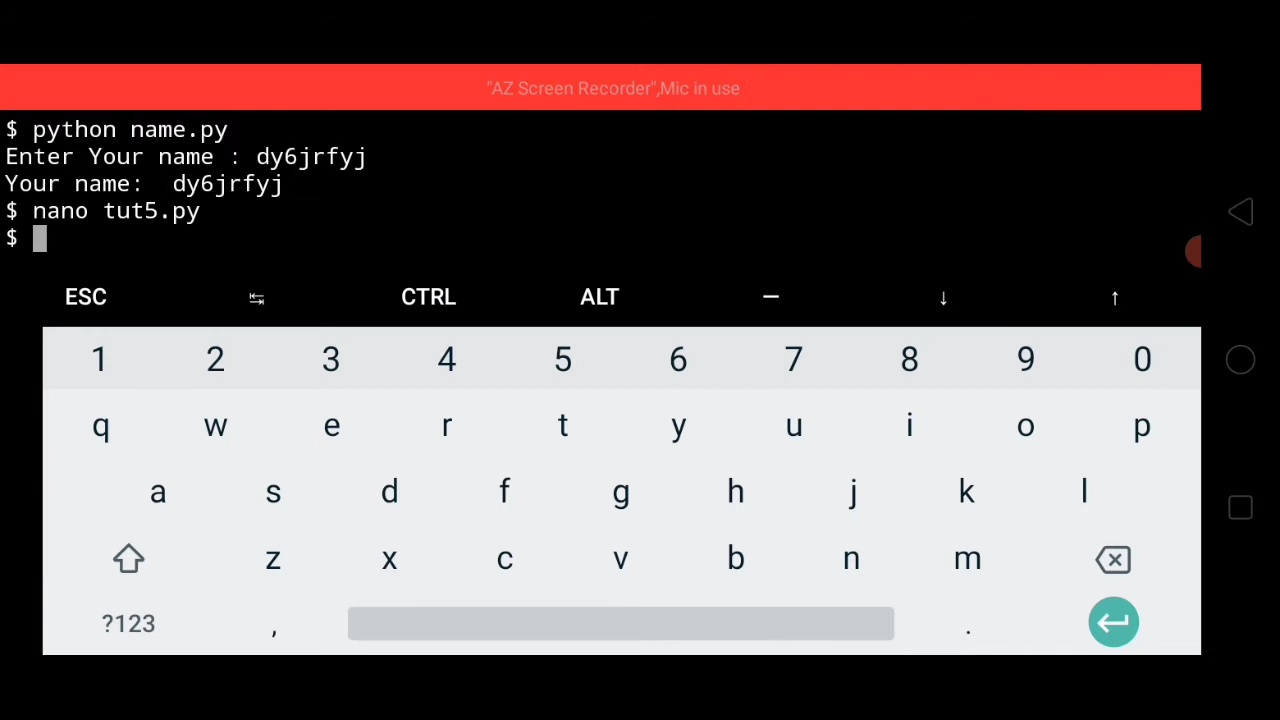 "AZ Screen Recorder",Mic in use
$ python name.py
Enter Your name : dy6jrfyj
Your name:  dy6jrfyj
$ nano tut5.py
$
ESC ↹ CTRL ALT — ↓ ↑
1 2 3 4 5 6 7 8 9 0
q w e r t y u i o p
a s d f g h j k l
z x c v b n m
?123 , .